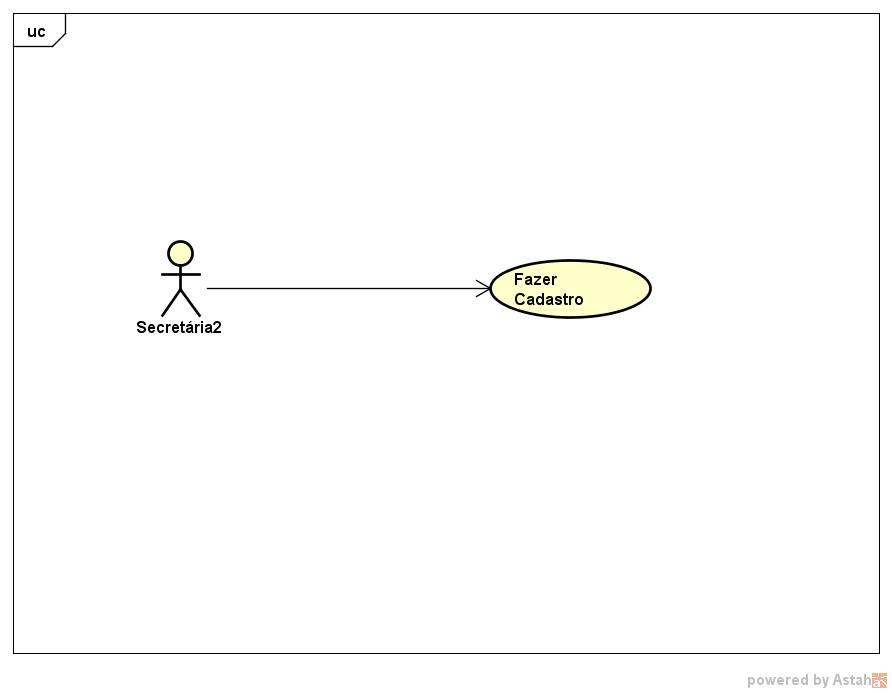 uc
Fazer
Cadastro
Secretária2
powered by Astah